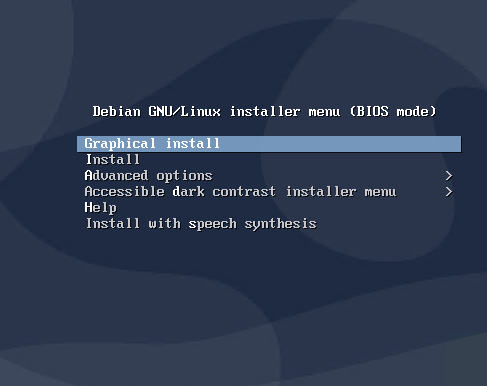 Debian GNU/Linux installer menu (BIOS mode)
Graphical install
Install
Advanced options >
Accessible dark contrast installer menu >
Help
Install with speech synthesis